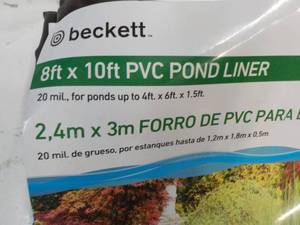 beckett™
8ft x 10ft PVC POND LINER
20 mil., for ponds up to 4ft. x 6ft. x 1.5ft.
2,4m x 3m FORRO DE PVC PARA
20 mil. de grueso, por estanques hasta de 1,2m x 1,8m x 0,5m